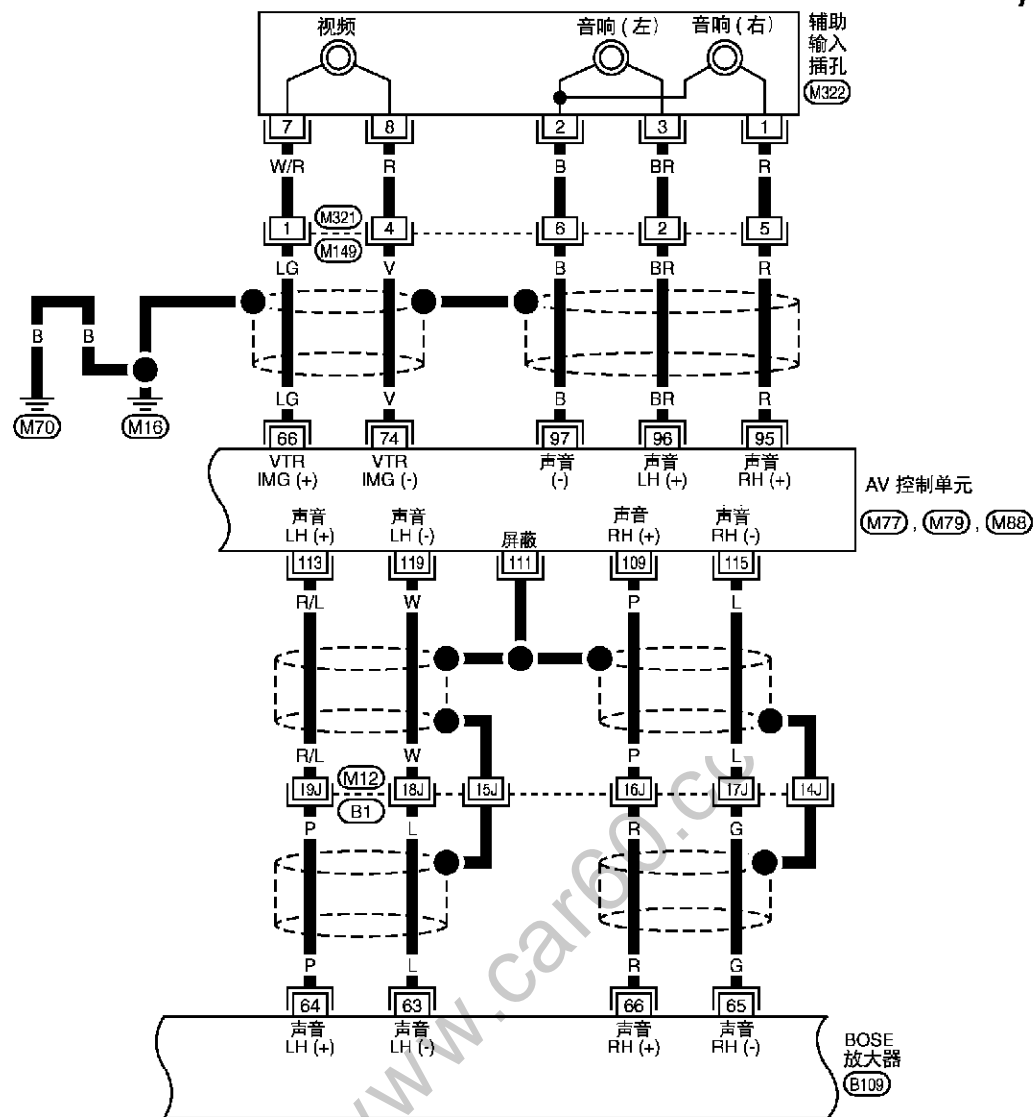 视频 音响（左） 音响（右） 辅助
输入
插孔
M322
7 8 2 3 1
W/R R B BR R
1 M321 4 6 2 5
M149
LG V B BR R
B B
LG V B BR R
M70 M16
66 74 97 96 95
VTR VTR 声音 声音 声音
IMG (+) IMG (-) (-) LH (+) RH (+)
AV 控制单元
M77 , M79 , M88
声音 声音 屏蔽 声音 声音
LH (+) LH (-) RH (+) RH (-)
113 119 111 109 115
R/L W P L
R/L W P L
19J M12 18J 15J 16J 17J 14J
B1
P L R G
P L R G
64 63 66 65
声音 声音 声音 声音
LH (+) LH (-) RH (+) RH (-)
BOSE
放大器
B109
www.car60.co